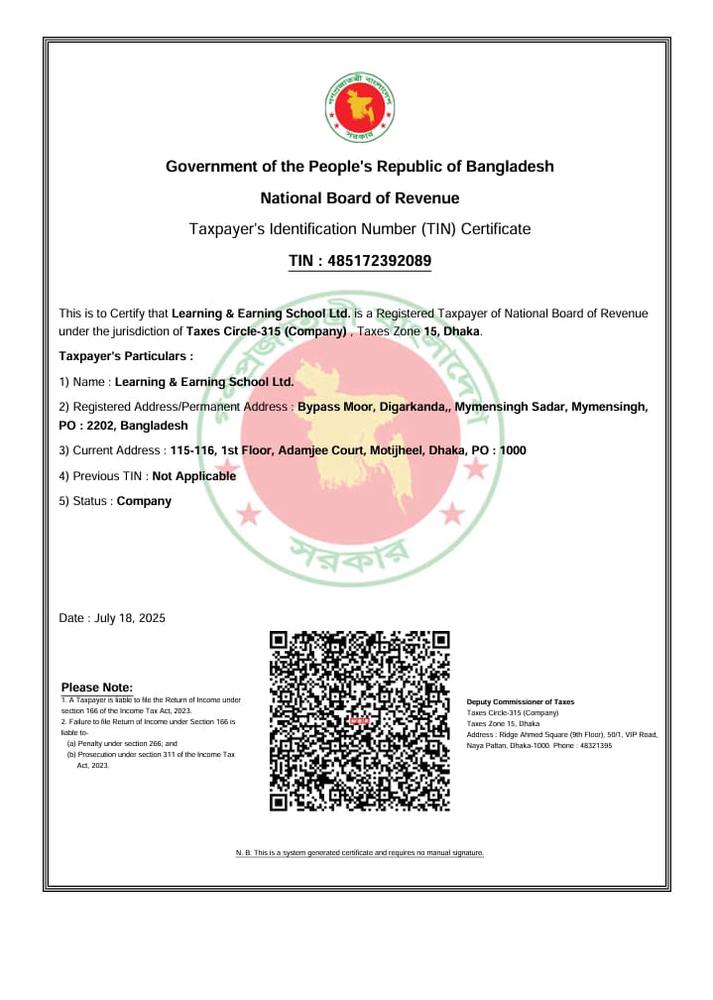 গণপ্রজাতন্ত্রী বাংলাদেশ
সরকার
Government of the People's Republic of Bangladesh
National Board of Revenue
Taxpayer's Identification Number (TIN) Certificate
TIN : 485172392089
This is to Certify that Learning & Earning School Ltd. is a Registered Taxpayer of National Board of Revenue
under the jurisdiction of Taxes Circle-315 (Company) , Taxes Zone 15, Dhaka.
Taxpayer's Particulars :
1) Name : Learning & Earning School Ltd.
2) Registered Address/Permanent Address : Bypass Moor, Digarkanda,, Mymensingh Sadar, Mymensingh,
PO : 2202, Bangladesh
3) Current Address : 115-116, 1st Floor, Adamjee Court, Motijheel, Dhaka, PO : 1000
4) Previous TIN : Not Applicable
5) Status : Company
গণপ্রজাতন্ত্রী বাংলাদেশ
সরকার
Date : July 18, 2025
Please Note:
1. A Taxpayer is liable to file the Return of Income under
section 166 of the Income Tax Act, 2023.
2. Failure to file Return of Income under Section 166 is
liable to-
(a) Penalty under section 266; and
(b) Prosecution under section 311 of the Income Tax
Act, 2023.
Deputy Commissioner of Taxes
Taxes Circle-315 (Company)
Taxes Zone 15, Dhaka
Address : Ridge Ahmed Square (9th Floor), 50/1, VIP Road,
Naya Paltan, Dhaka-1000. Phone : 48321395
N. B: This is a system generated certificate and requires no manual signature.